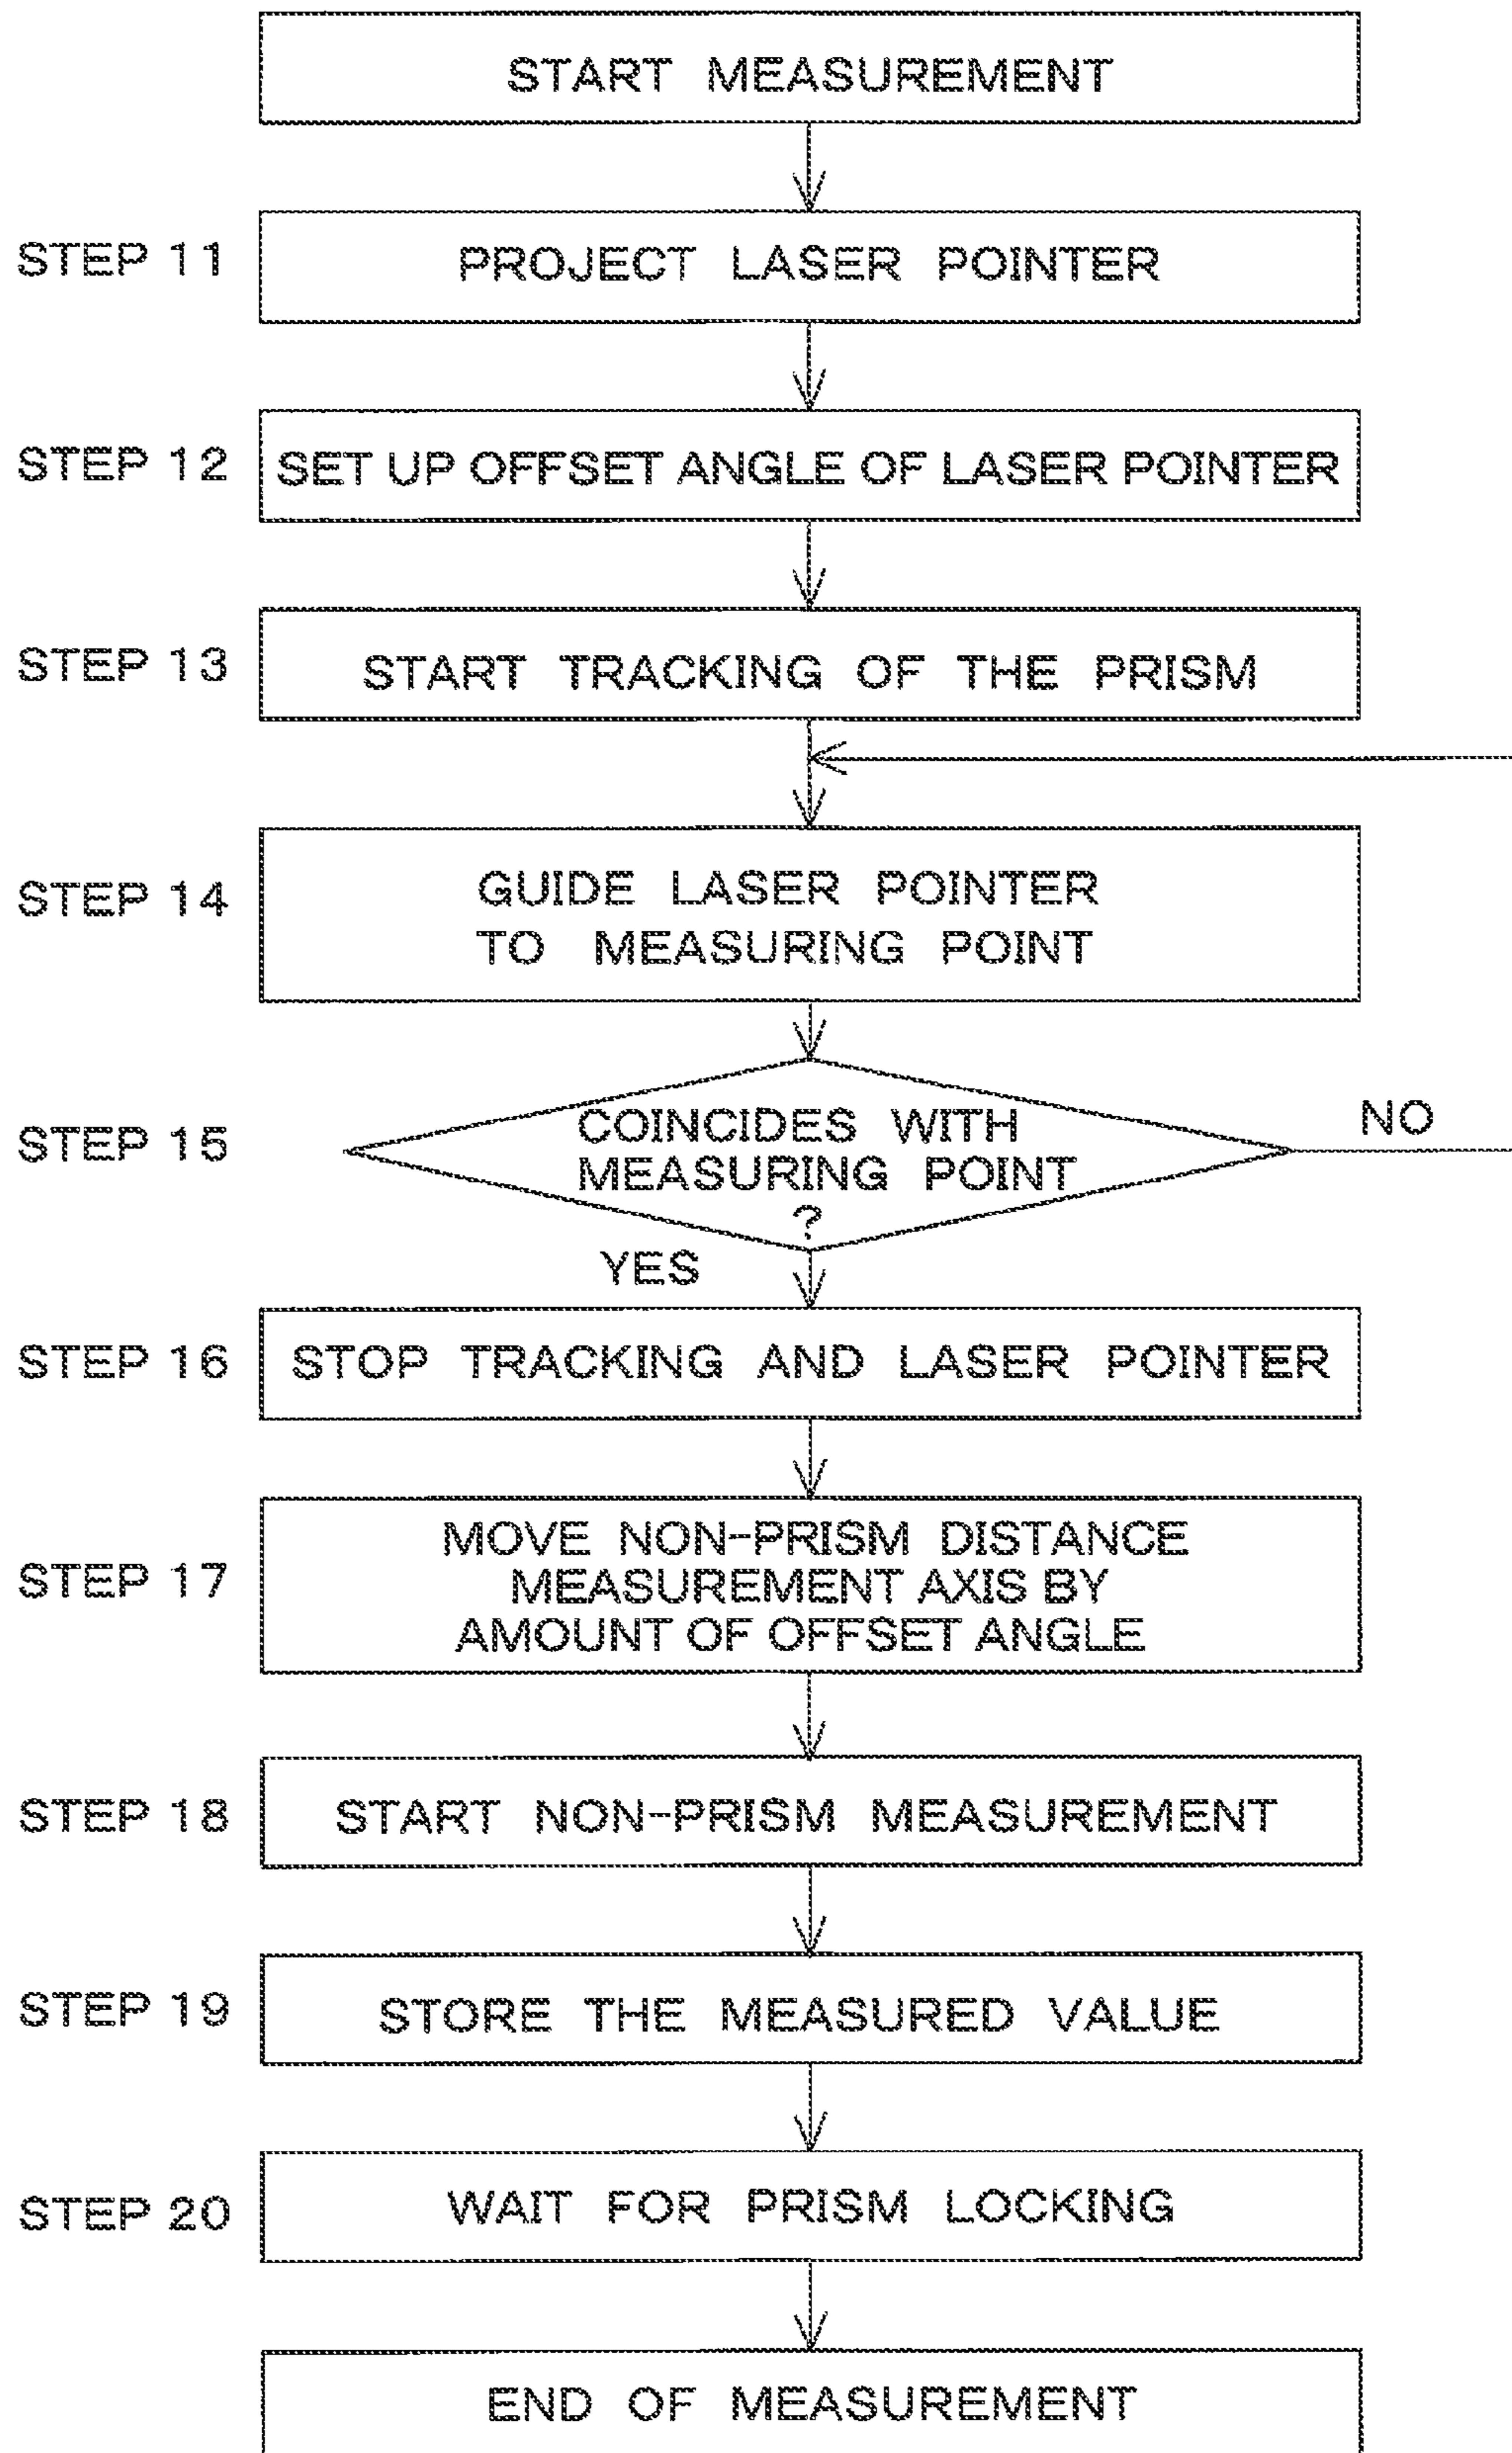 START MEASUREMENT
STEP 11
PROJECT LASER POINTER
STEP 12
SET UP OFFSET ANGLE OF LASER POINTER
STEP 13
START TRACKING OF THE PRISM
STEP 14
GUIDE LASER POINTER
TO MEASURING POINT
STEP 15
COINCIDES WITH
MEASURING POINT
?
NO
YES
STEP 16
STOP TRACKING AND LASER POINTER
STEP 17
MOVE NON-PRISM DISTANCE
MEASUREMENT AXIS BY
AMOUNT OF OFFSET ANGLE
STEP 18
START NON-PRISM MEASUREMENT
STEP 19
STORE THE MEASURED VALUE
STEP 20
WAIT FOR PRISM LOCKING
END OF MEASUREMENT